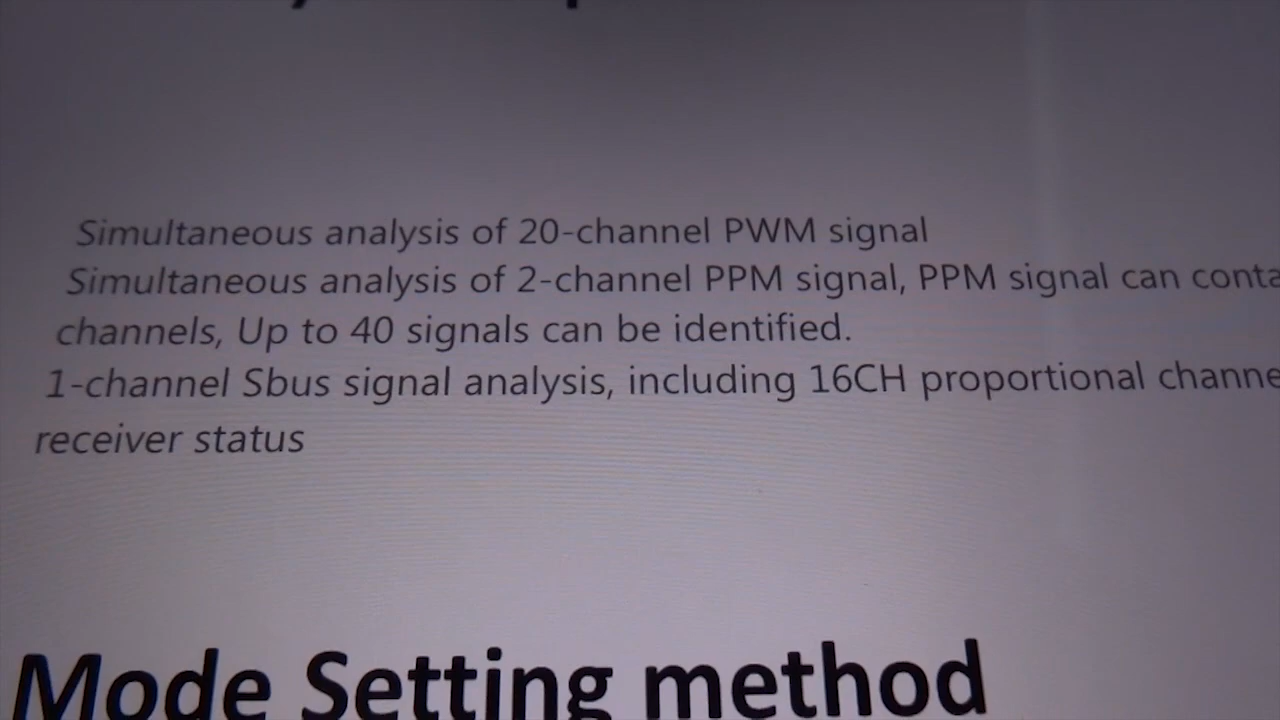 Simultaneous analysis of 20-channel PWM signal
Simultaneous analysis of 2-channel PPM signal, PPM signal can
channels, Up to 40 signals can be identified.
1-channel Sbus signal analysis, including 16CH proportional
receiver status
Mode Setting method